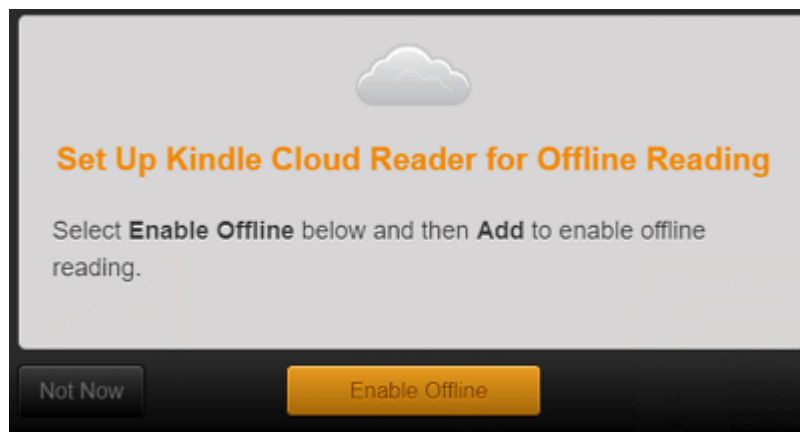 Set Up Kindle Cloud Reader for Offline Reading
Select Enable Offline below and then Add to enable offline
reading.
Not Now
Enable Offline